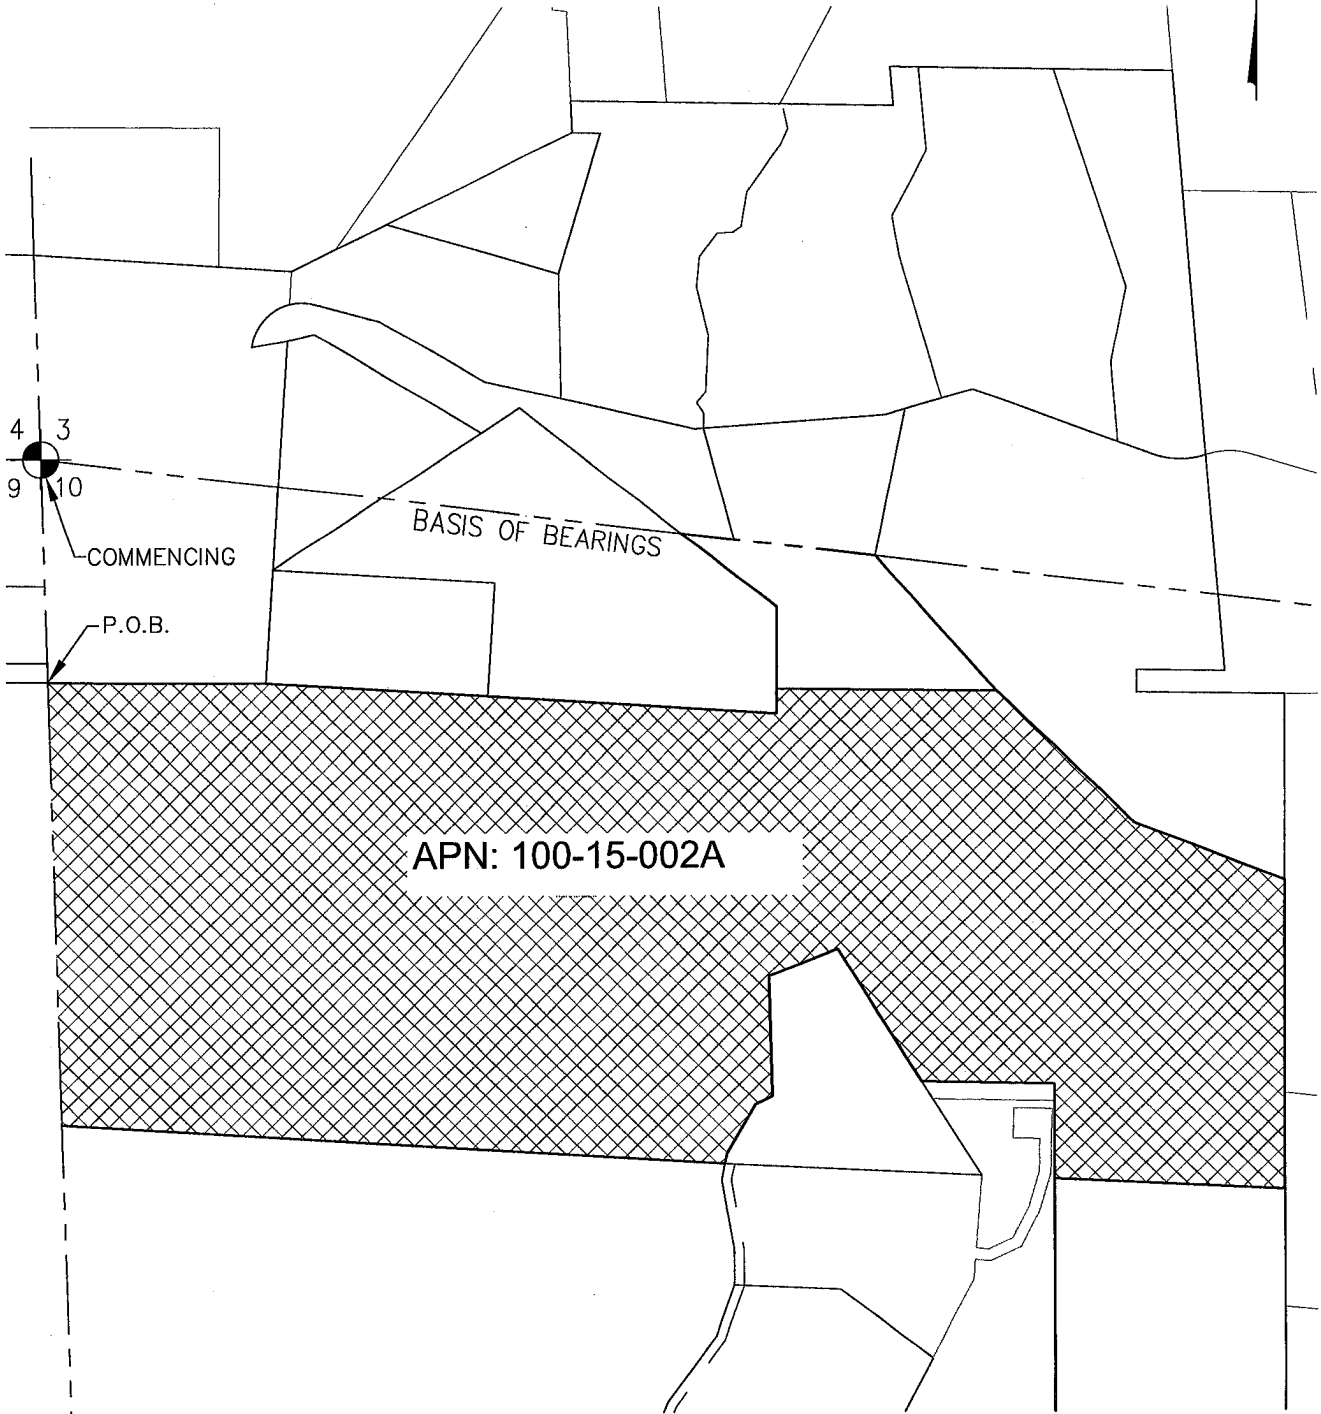 4 3
9 10
COMMENCING
BASIS OF BEARINGS
P.O.B.
APN: 100-15-002A